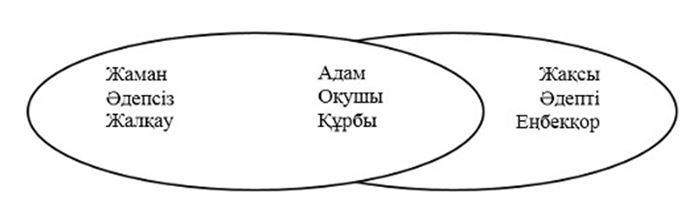 Жаман Адам Жақсы
Әдепсіз Оқушы Әдепті
Жалқау Құрбы Еңбекқор